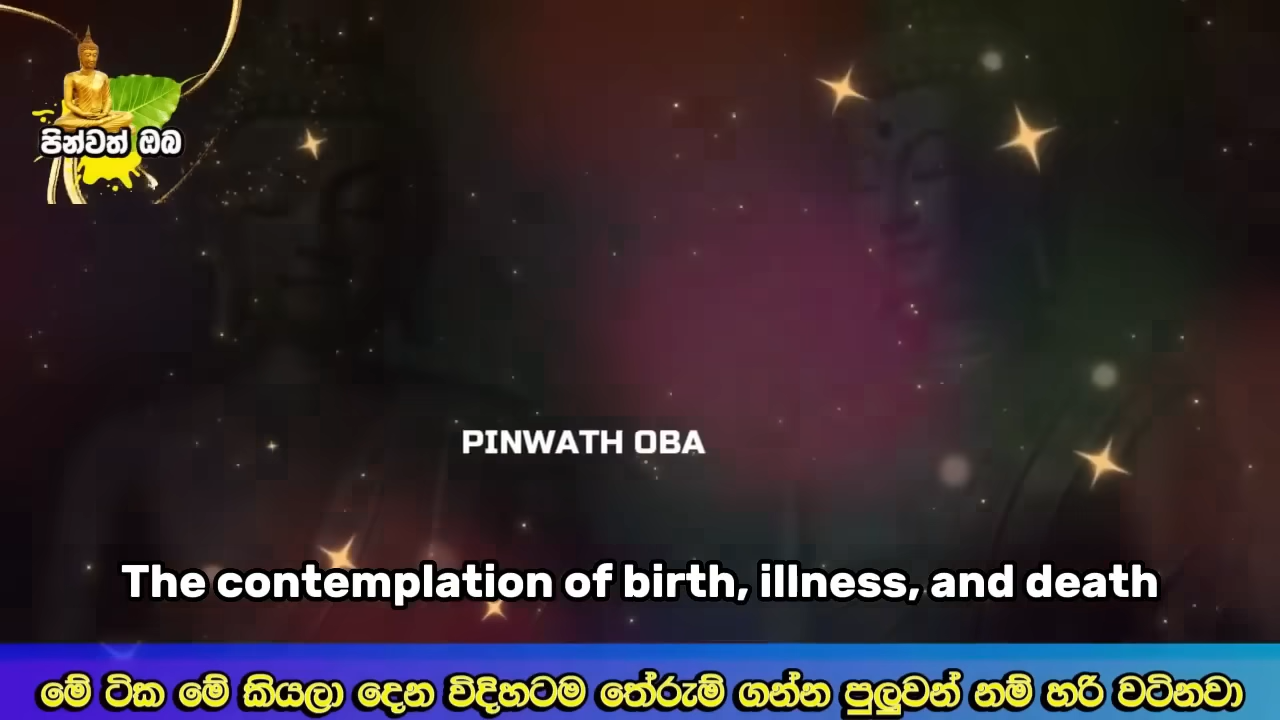 පින්වත් ඔබ
PINWATH OBA
The contemplation of birth, illness, and death
මේ ටික මේ කියලා දෙන විදිහටම තේරුම් ගන්න පුලුවන් නම් හරි වටිනවා